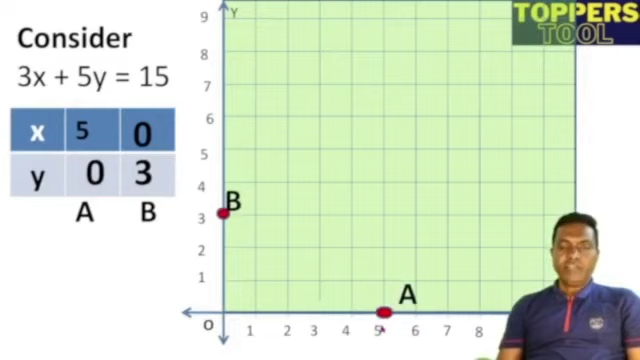 TOPPERS
TOOL
Consider
3x + 5y = 15
x 5 0
y 0 3
A B
Y
9
8
7
6
5
4
B
3
2
1
A
O 1 2 3 4 5 6 7 8